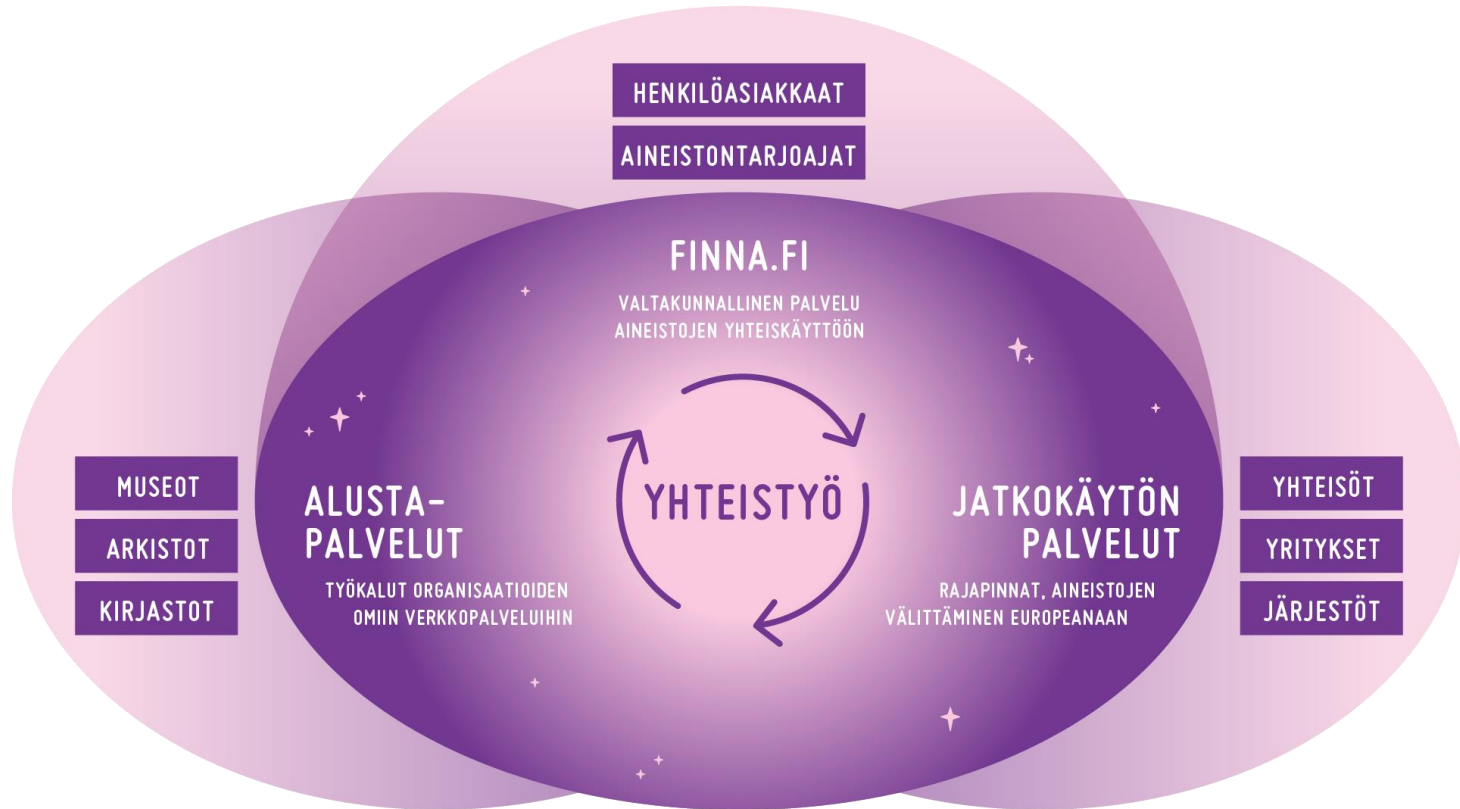 HENKILÖASIAKKAAT
AINEISTONTARJOAJAT
FINNA.FI
VALTAKUNNALLINEN PALVELU
AINEISTOJEN YHTEISKÄYTTÖÖN
MUSEOT
ARKISTOT
KIRJASTOT
ALUSTA-
PALVELUT
TYÖKALUT ORGANISAATIOIDEN
OMIIN VERKKOPALVELUIHIN
YHTEISTYÖ
JATKOKÄYTÖN
PALVELUT
RAJAPINNAT, AINEISTOJEN
VÄLITTÄMINEN EUROPEANAAN
YHTEISÖT
YRITYKSET
JÄRJESTÖT